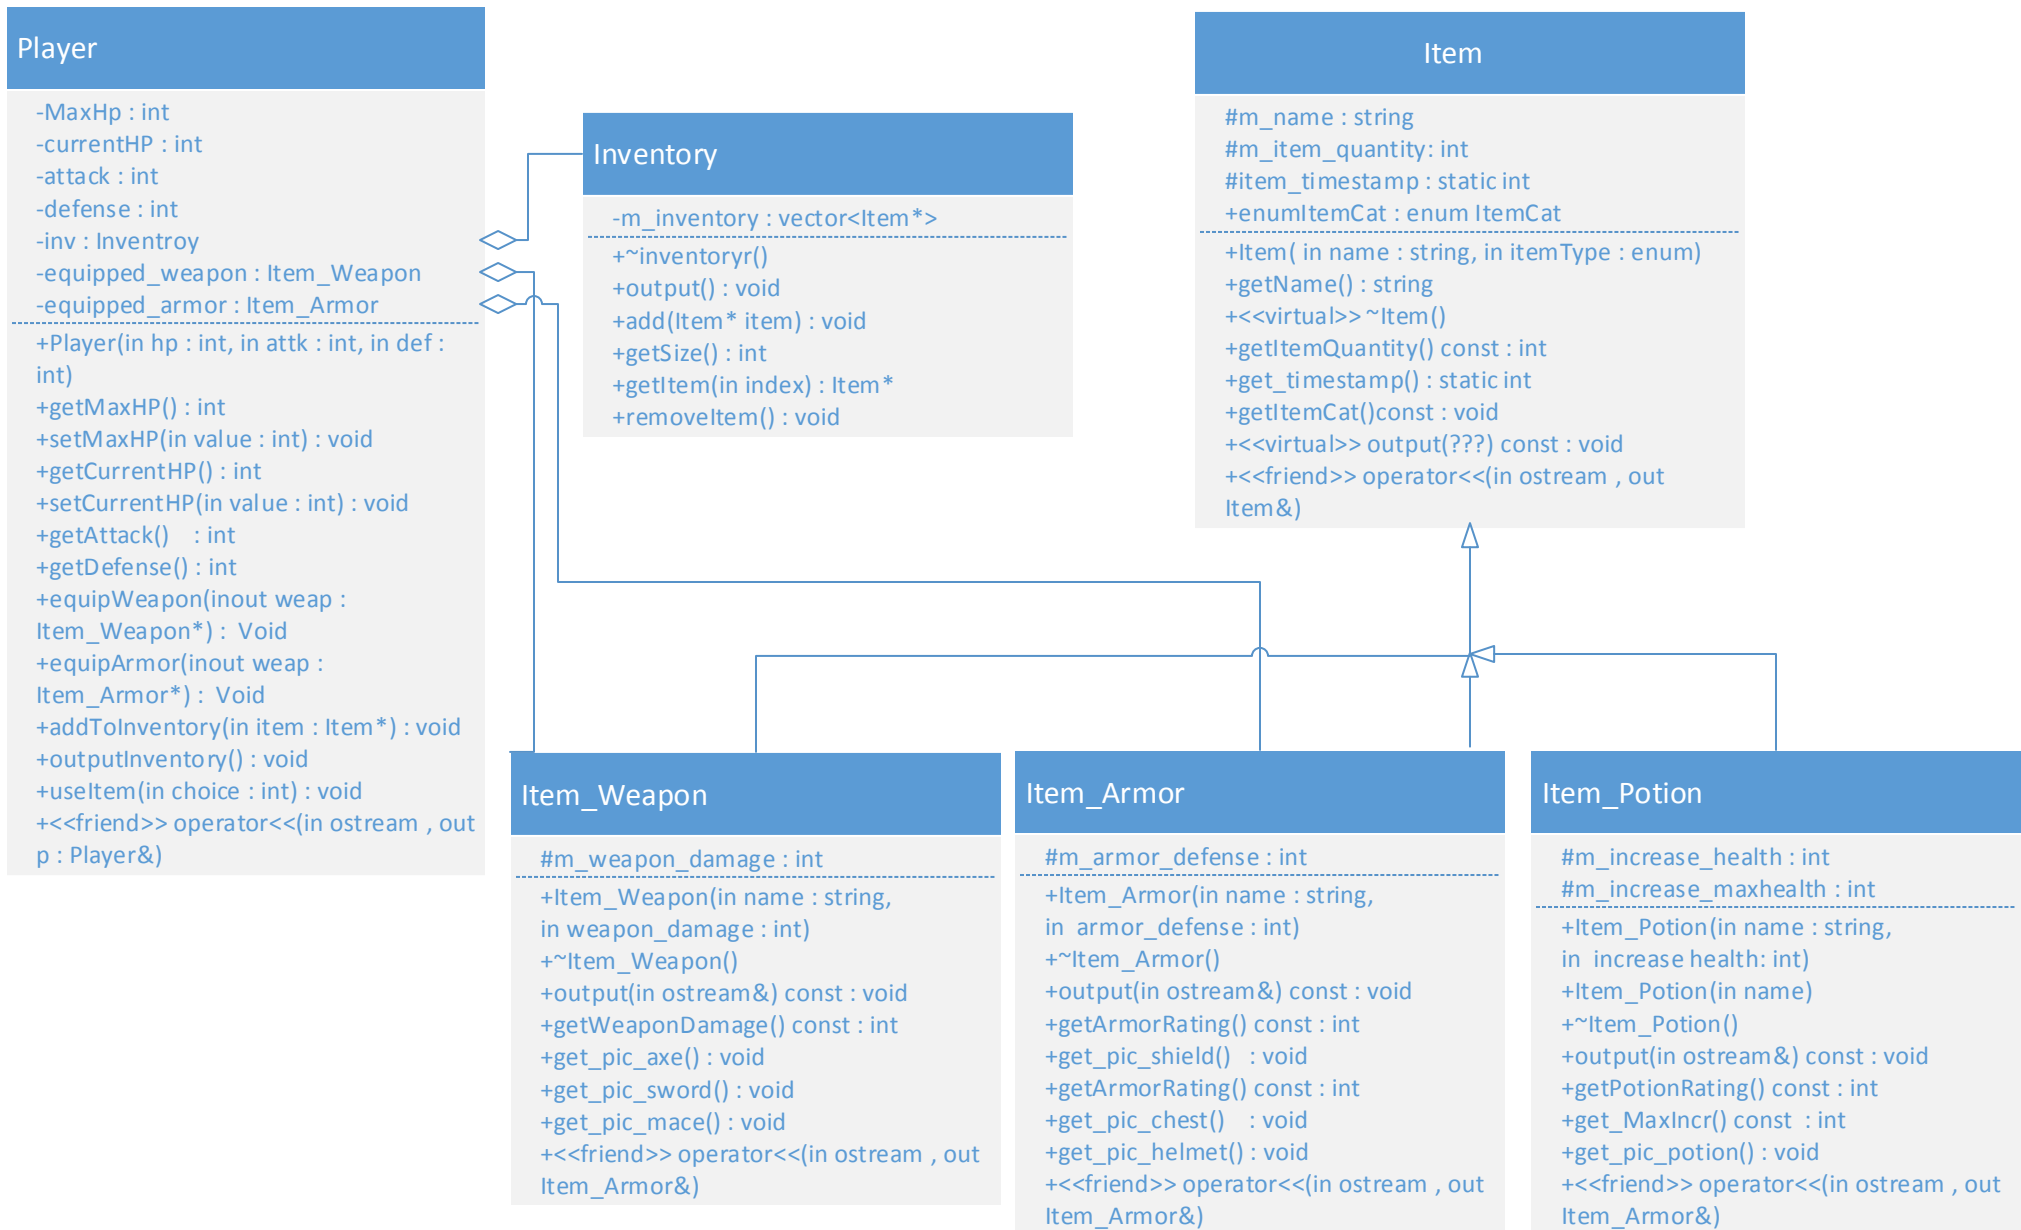 Player
-MaxHp : int
-currentHP : int
-attack : int
-defense : int
-inv : Inventroy
-equipped_weapon : Item_Weapon
-equipped_armor : Item_Armor
+Player(in hp : int, in attk : int, in def :
int)
+getMaxHP() : int
+setMaxHP(in value : int) : void
+getCurrentHP() : int
+setCurrentHP(in value : int) : void
+getAttack() : int
+getDefense() : int
+equipWeapon(inout weap :
Item_Weapon*) : Void
+equipArmor(inout weap :
Item_Armor*) : Void
+addToInventory(in item : Item*) : void
+outputInventory() : void
+useItem(in choice : int) : void
+<<friend>> operator<<(in ostream , out
p : Player&)
Inventory
-m_inventory : vector<Item*>
+~inventoryr()
+output() : void
+add(Item* item) : void
+getSize() : int
+getItem(in index) : Item*
+removeItem() : void
Item
#m_name : string
#m_item_quantity: int
#item_timestamp : static int
+enumItemCat : enum ItemCat
+Item( in name : string, in itemType : enum)
+getName() : string
+<<virtual>> ~Item()
+getItemQuantity() const : int
+get_timestamp() : static int
+getItemCat()const : void
+<<virtual>> output(???) const : void
+<<friend>> operator<<(in ostream , out
Item&)
Item_Weapon
#m_weapon_damage : int
+Item_Weapon(in name : string,
in weapon_damage : int)
+~Item_Weapon()
+output(in ostream&) const : void
+getWeaponDamage() const : int
+get_pic_axe() : void
+get_pic_sword() : void
+get_pic_mace() : void
+<<friend>> operator<<(in ostream , out
Item_Armor&)
Item_Armor
#m_armor_defense : int
+Item_Armor(in name : string,
in armor_defense : int)
+~Item_Armor()
+output(in ostream&) const : void
+getArmorRating() const : int
+get_pic_shield() : void
+getArmorRating() const : int
+get_pic_chest() : void
+get_pic_helmet() : void
+<<friend>> operator<<(in ostream , out
Item_Armor&)
Item_Potion
#m_increase_health : int
#m_increase_maxhealth : int
+Item_Potion(in name : string,
in increase health: int)
+Item_Potion(in name)
+~Item_Potion()
+output(in ostream&) const : void
+getPotionRating() const : int
+get_MaxIncr() const : int
+get_pic_potion() : void
+<<friend>> operator<<(in ostream , out
Item_Armor&)